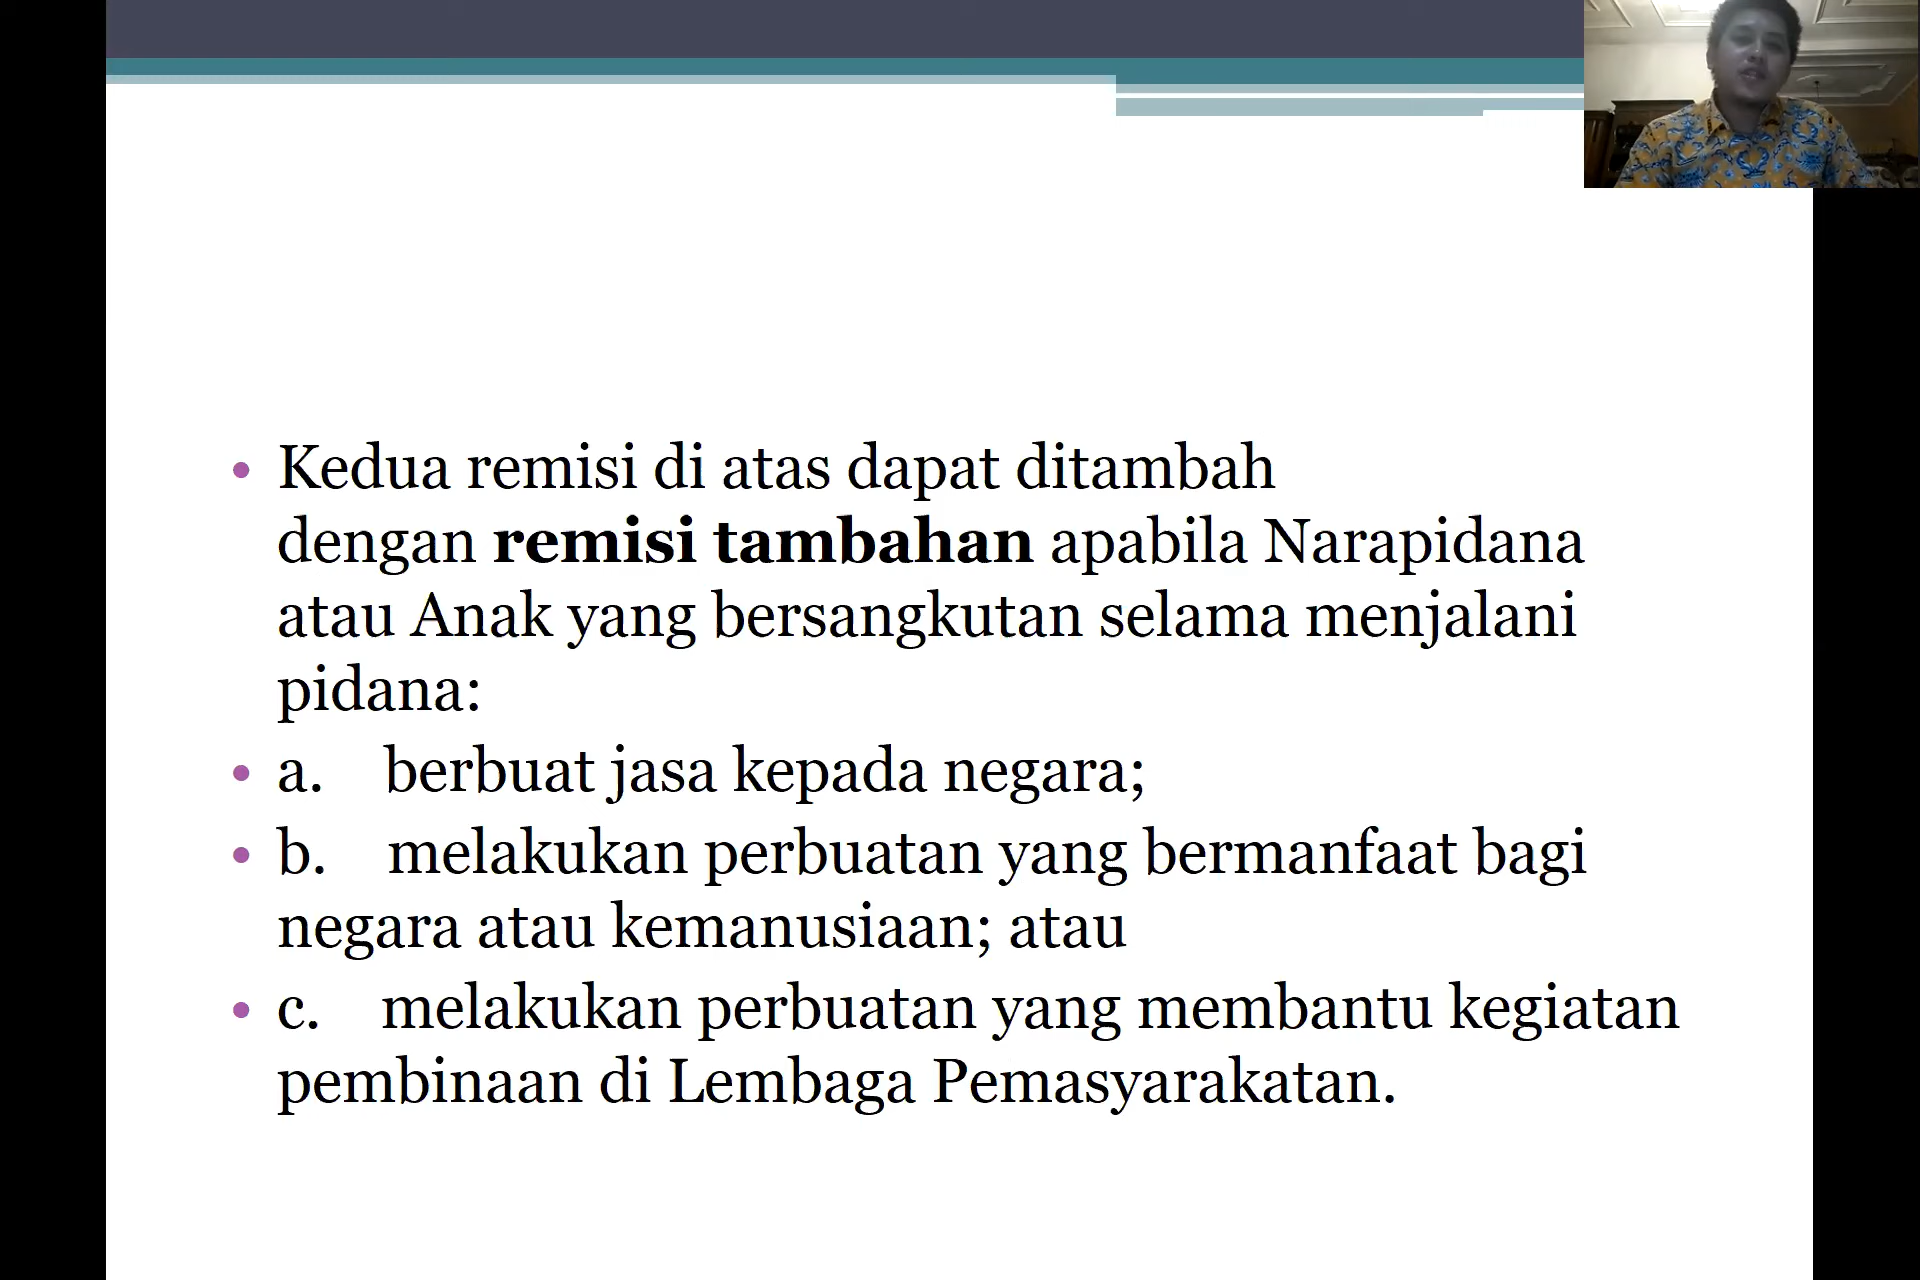 • Kedua remisi di atas dapat ditambah
dengan remisi tambahan apabila Narapidana
atau Anak yang bersangkutan selama menjalani
pidana:
• a. berbuat jasa kepada negara;
• b. melakukan perbuatan yang bermanfaat bagi
negara atau kemanusiaan; atau
• c. melakukan perbuatan yang membantu kegiatan
pembinaan di Lembaga Pemasyarakatan.